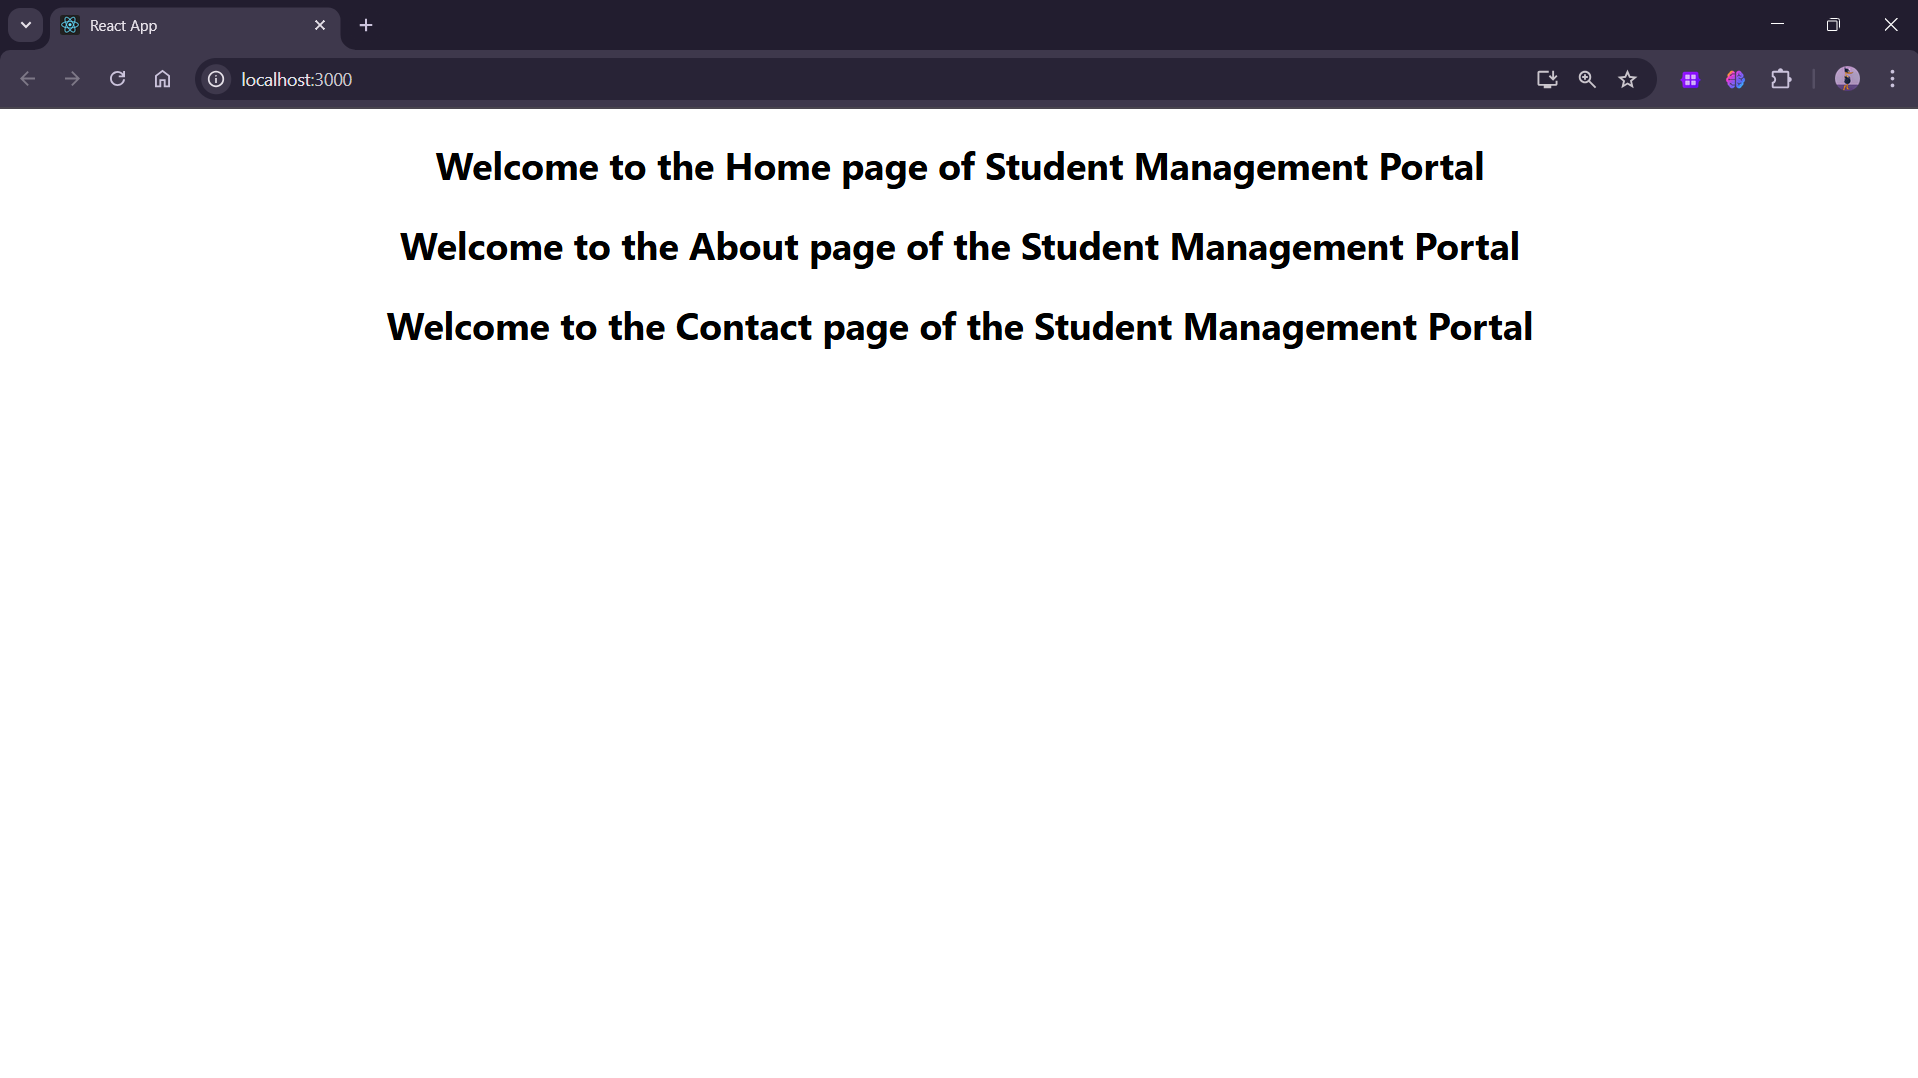 React App
localhost:3000
Welcome to the Home page of Student Management Portal
Welcome to the About page of the Student Management Portal
Welcome to the Contact page of the Student Management Portal